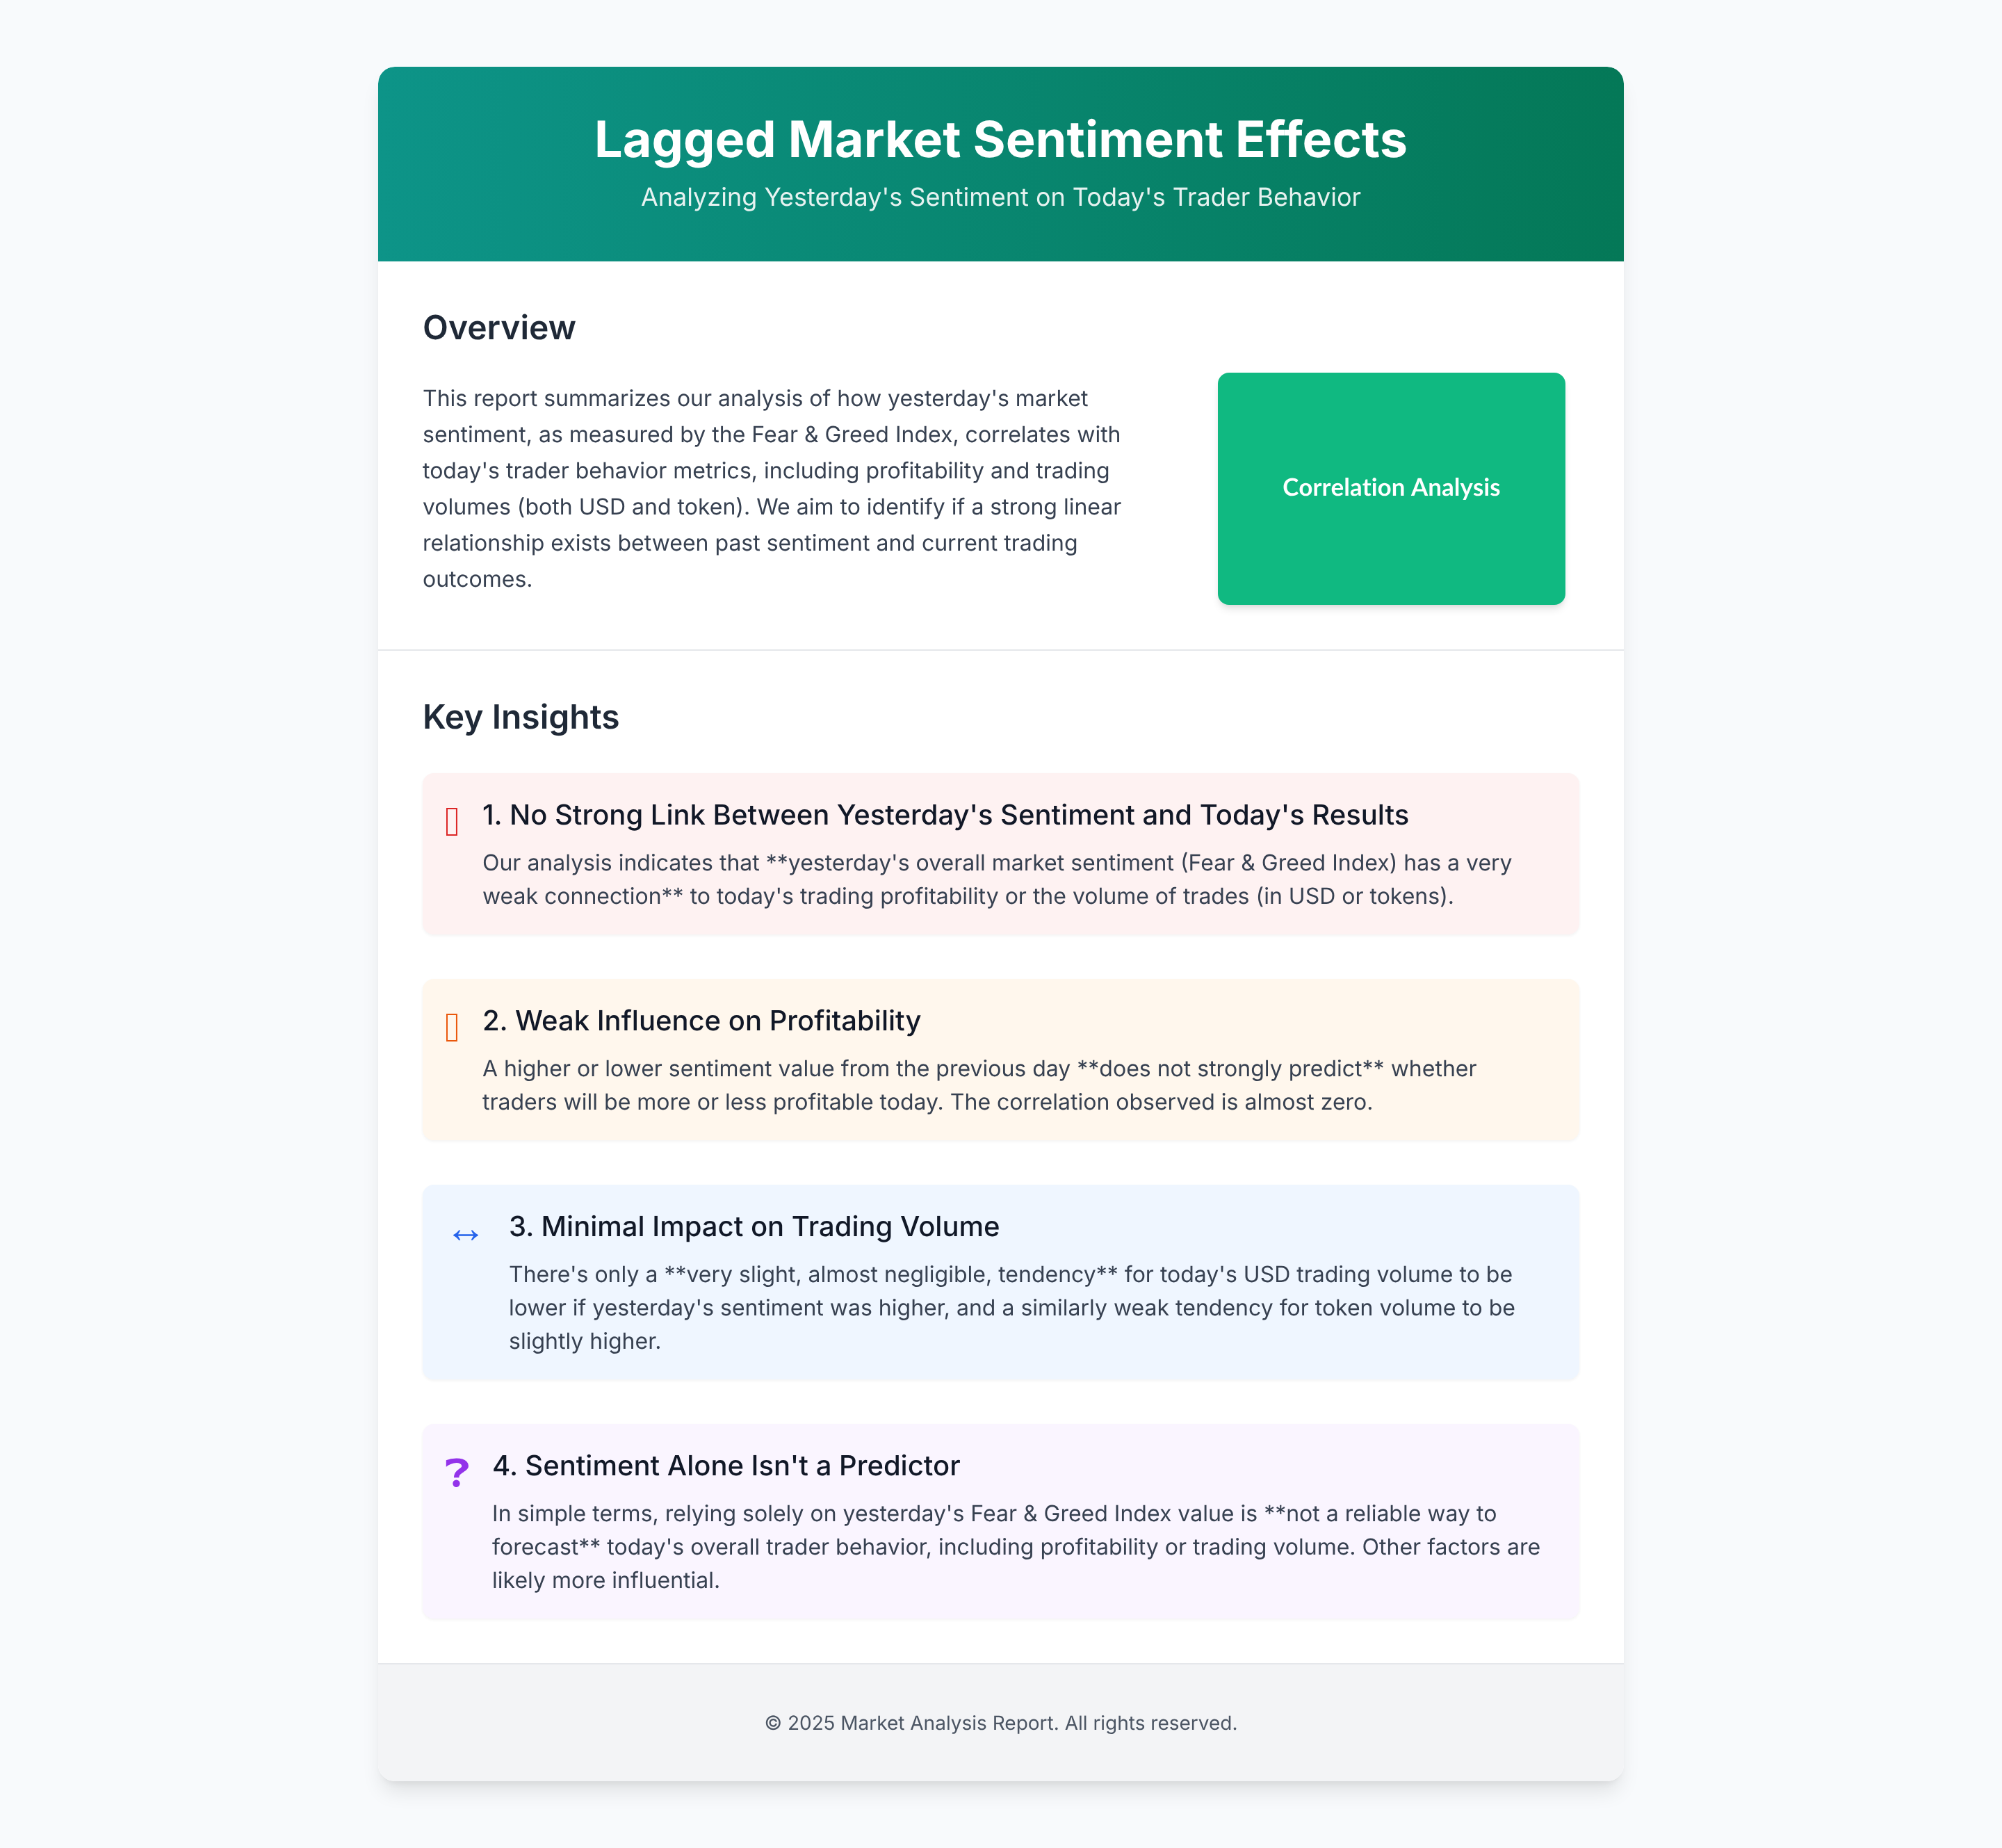 Lagged Market Sentiment Effects
Analyzing Yesterday's Sentiment on Today's Trader Behavior
Overview
This report summarizes our analysis of how yesterday's market
sentiment, as measured by the Fear & Greed Index, correlates with
today's trader behavior metrics, including profitability and trading
volumes (both USD and token). We aim to identify if a strong linear
relationship exists between past sentiment and current trading
outcomes.
Correlation Analysis
Key Insights
1. No Strong Link Between Yesterday's Sentiment and Today's Results
Our analysis indicates that **yesterday's overall market sentiment (Fear & Greed Index) has a very
weak connection** to today's trading profitability or the volume of trades (in USD or tokens).
2. Weak Influence on Profitability
A higher or lower sentiment value from the previous day **does not strongly predict** whether
traders will be more or less profitable today. The correlation observed is almost zero.
↔ 3. Minimal Impact on Trading Volume
There's only a **very slight, almost negligible, tendency** for today's USD trading volume to be
lower if yesterday's sentiment was higher, and a similarly weak tendency for token volume to be
slightly higher.
? 4. Sentiment Alone Isn't a Predictor
In simple terms, relying solely on yesterday's Fear & Greed Index value is **not a reliable way to
forecast** today's overall trader behavior, including profitability or trading volume. Other factors are
likely more influential.
© 2025 Market Analysis Report. All rights reserved.